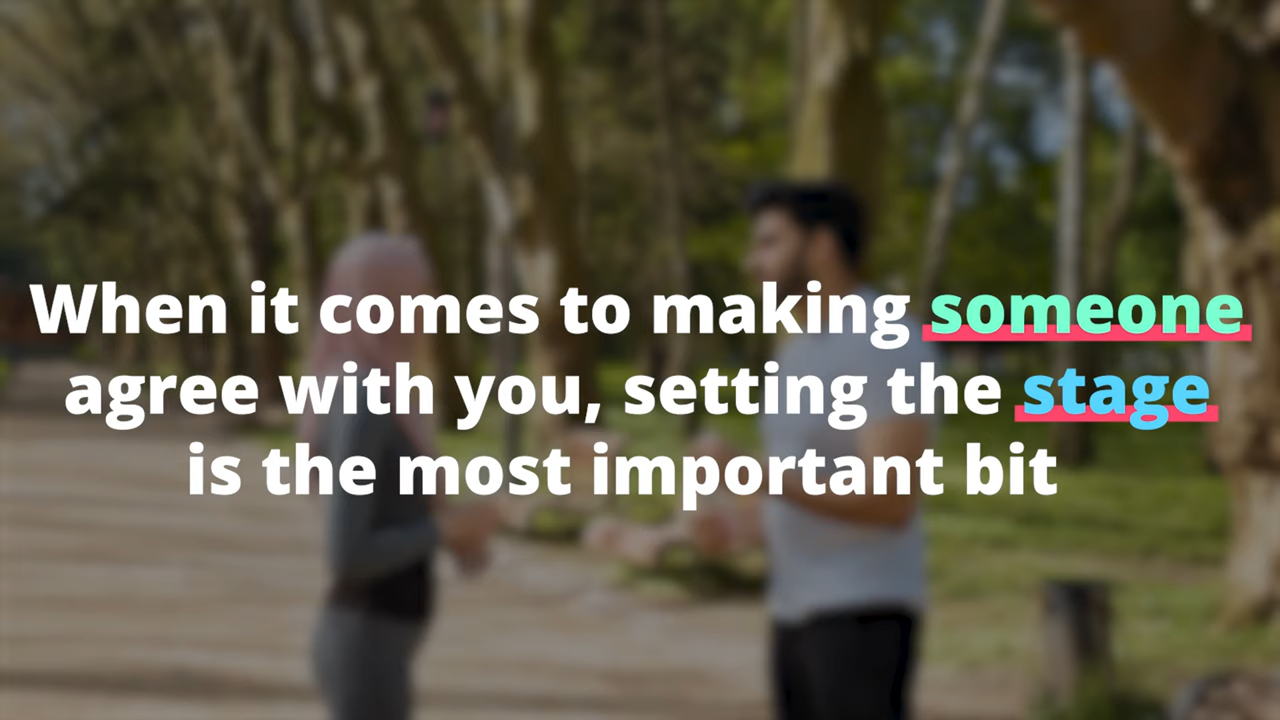 When it comes to making someone
agree with you, setting the stage
is the most important bit